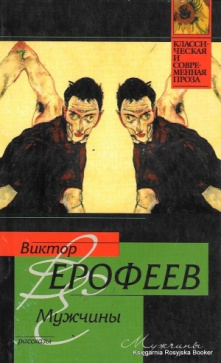 КЛАССИ-
ЧЕСКАЯ И
СОВРЕ-
МЕННАЯ
ПРОЗА
Виктор
ЕРОФЕЕВ
Мужчины
рассказы
Мужчины
Księgarnia Rosyjska Booker